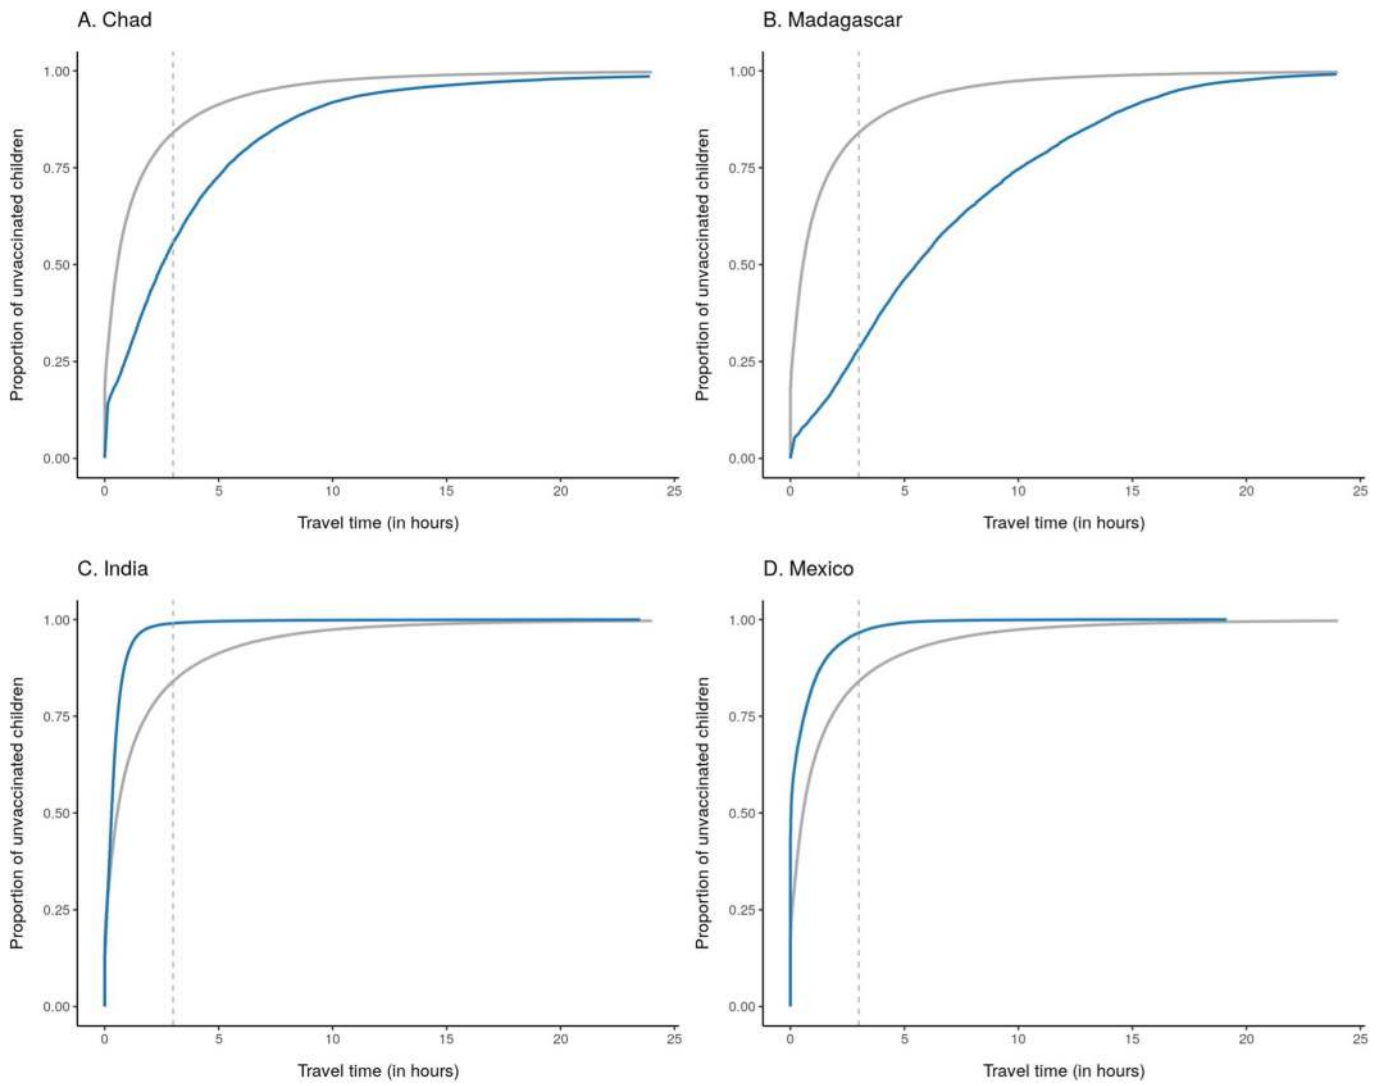 A. Chad
Proportion of unvaccinated children
1.00
0.75
0.50
0.25
0.00
0 5 10 15 20 25
Travel time (in hours)
B. Madagascar
Proportion of unvaccinated children
1.00
0.75
0.50
0.25
0.00
0 5 10 15 20 25
Travel time (in hours)
C. India
Proportion of unvaccinated children
1.00
0.75
0.50
0.25
0.00
0 5 10 15 20 25
Travel time (in hours)
D. Mexico
Proportion of unvaccinated children
1.00
0.75
0.50
0.25
0.00
0 5 10 15 20 25
Travel time (in hours)